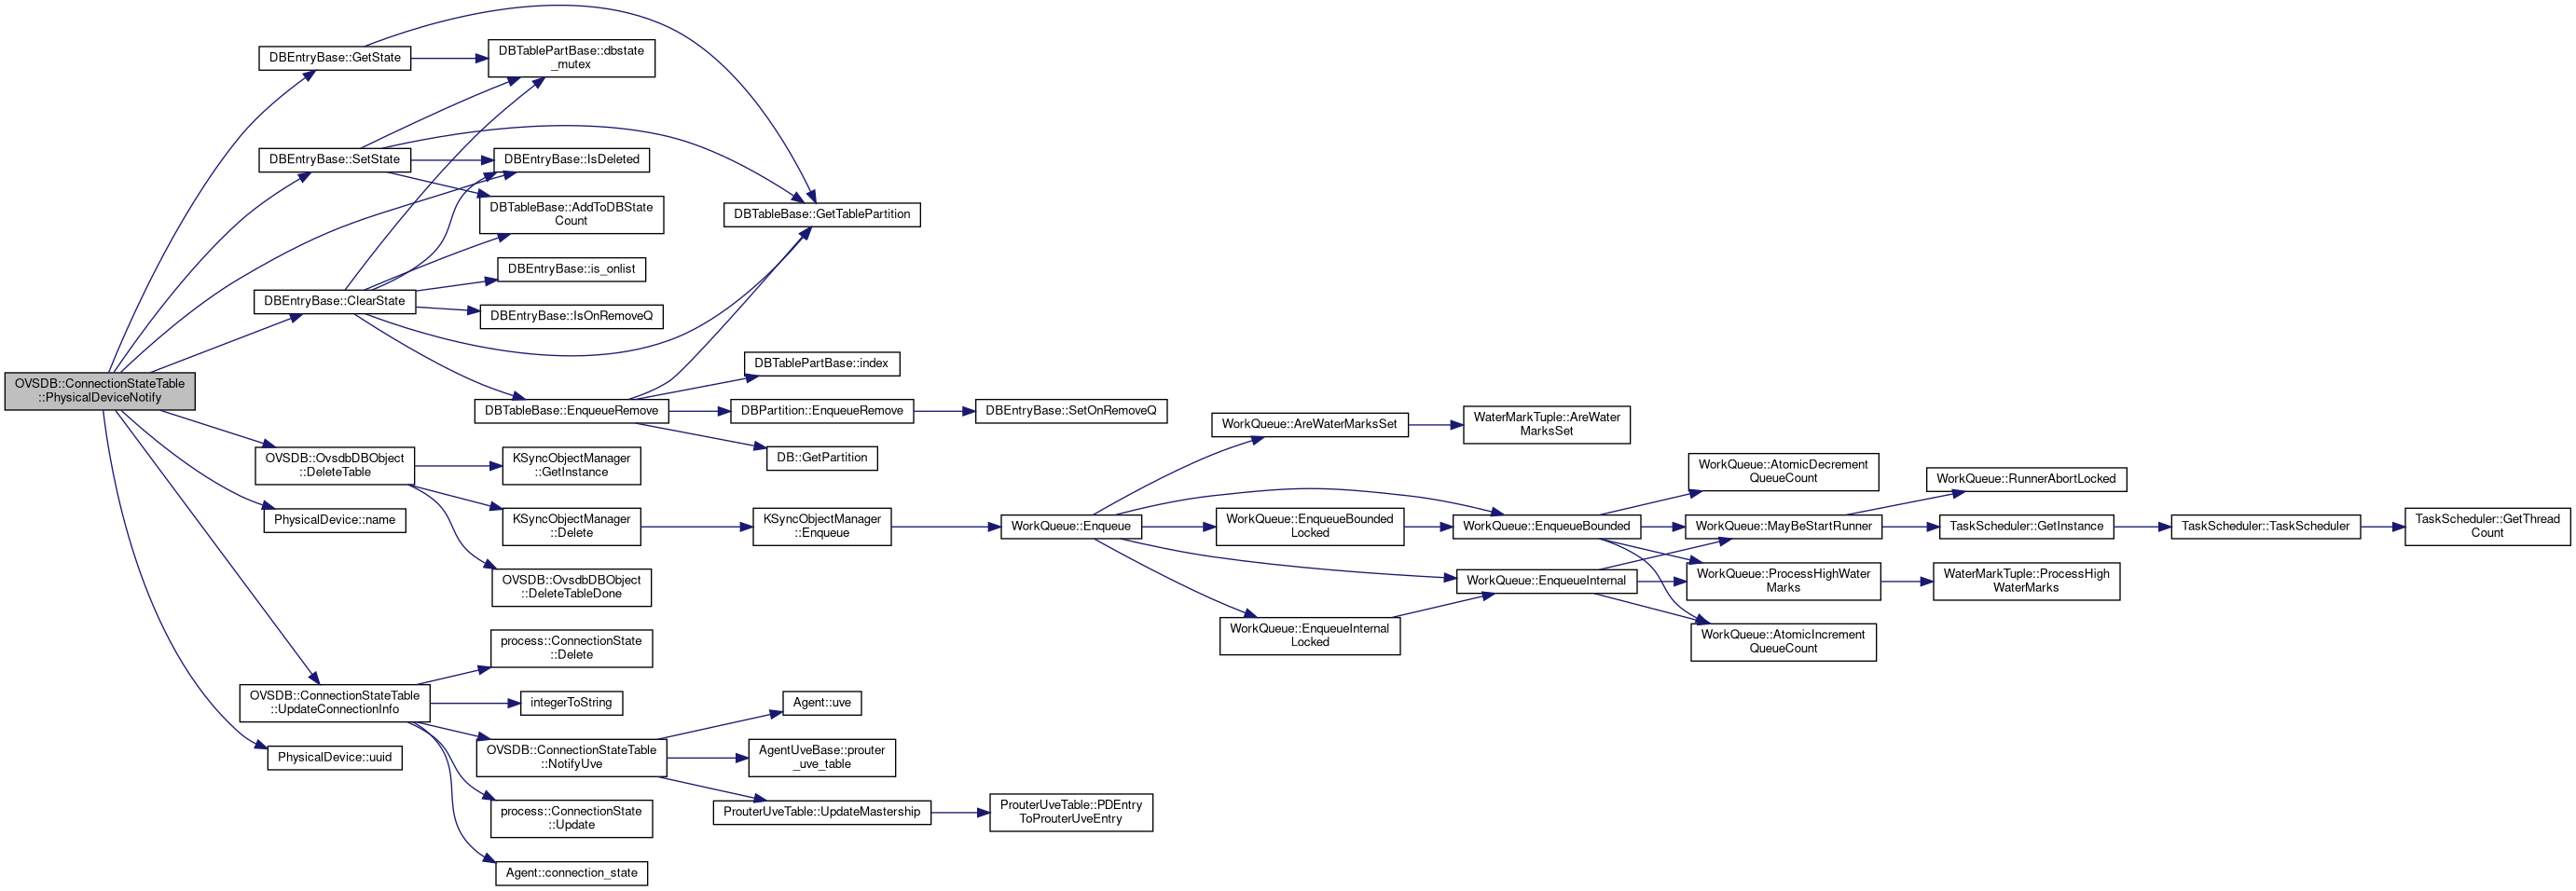 OVSDB::ConnectionStateTable
::PhysicalDeviceNotify
DBEntryBase::GetState
DBEntryBase::SetState
DBEntryBase::ClearState
OVSDB::OvsdbDBObject
::DeleteTable
PhysicalDevice::name
OVSDB::ConnectionStateTable
::UpdateConnectionInfo
PhysicalDevice::uuid
DBTablePartBase::dbstate
_mutex
DBEntryBase::IsDeleted
DBTableBase::AddToDBState
Count
DBEntryBase::is_onlist
DBEntryBase::IsOnRemoveQ
DBTableBase::EnqueueRemove
KSyncObjectManager
::GetInstance
KSyncObjectManager
::Delete
OVSDB::OvsdbDBObject
::DeleteTableDone
process::ConnectionState
::Delete
integerToString
OVSDB::ConnectionStateTable
::NotifyUve
process::ConnectionState
::Update
Agent::connection_state
DBTableBase::GetTablePartition
DBTablePartBase::index
DBPartition::EnqueueRemove
DB::GetPartition
KSyncObjectManager
::Enqueue
Agent::uve
AgentUveBase::prouter
_uve_table
ProuterUveTable::UpdateMastership
DBEntryBase::SetOnRemoveQ
WorkQueue::Enqueue
ProuterUveTable::PDEntry
ToProuterUveEntry
WorkQueue::AreWaterMarksSet
WorkQueue::EnqueueBounded
Locked
WorkQueue::EnqueueInternal
Locked
WaterMarkTuple::AreWater
MarksSet
WorkQueue::EnqueueBounded
WorkQueue::EnqueueInternal
WorkQueue::AtomicDecrement
QueueCount
WorkQueue::MayBeStartRunner
WorkQueue::ProcessHighWater
Marks
WorkQueue::AtomicIncrement
QueueCount
WorkQueue::RunnerAbortLocked
TaskScheduler::GetInstance
WaterMarkTuple::ProcessHigh
WaterMarks
TaskScheduler::TaskScheduler
TaskScheduler::GetThread
Count